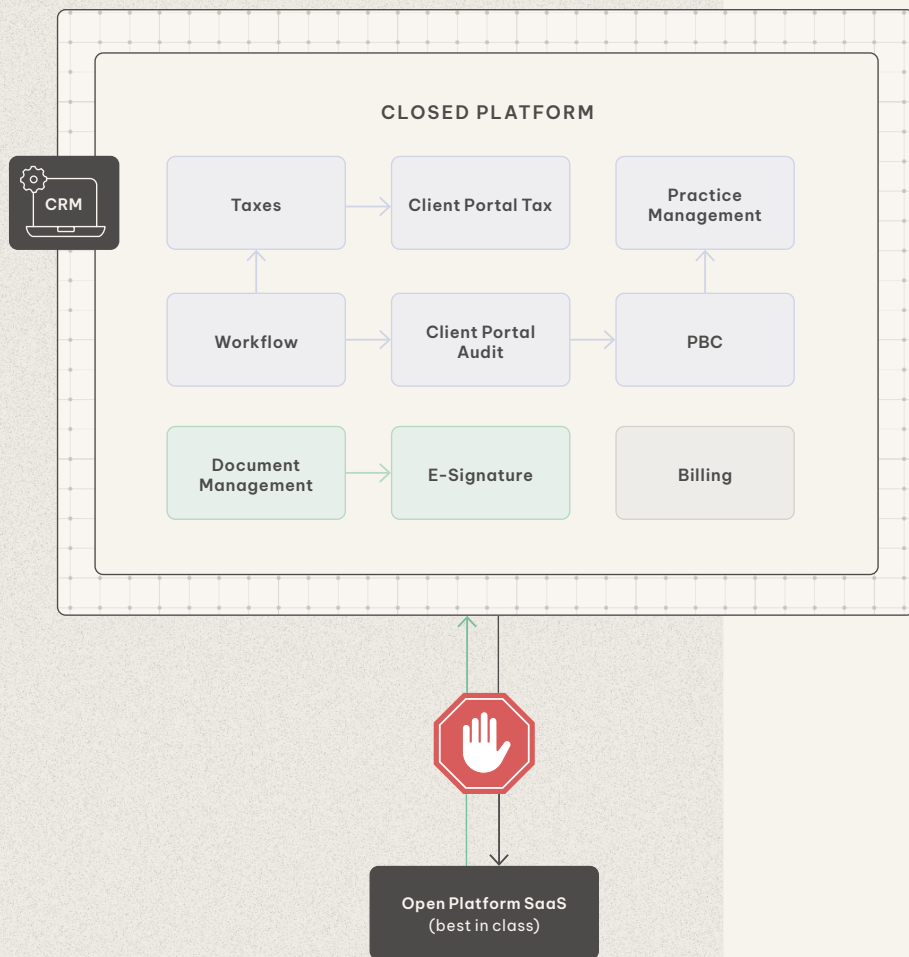 CLOSED PLATFORM
CRM
Taxes
Client Portal Tax
Practice
Management
Workflow
Client Portal
Audit
PBC
Document
Management
E-Signature
Billing
Open Platform SaaS
(best in class)